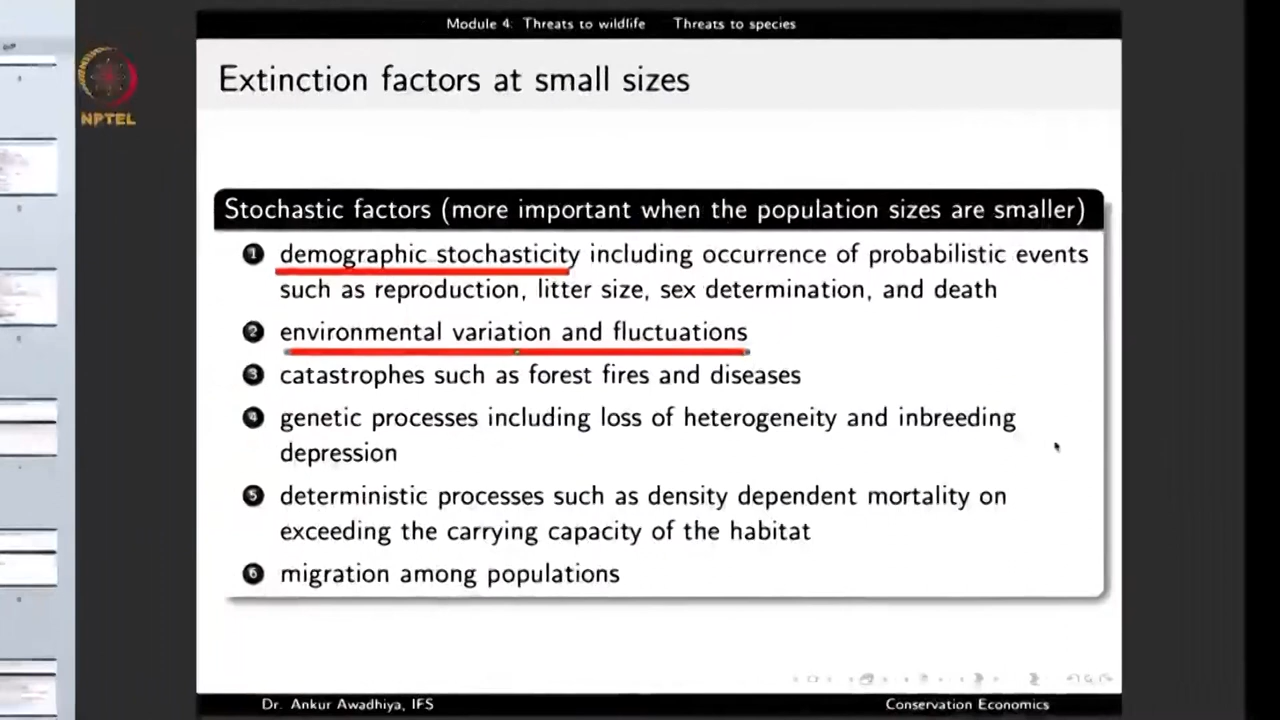 Module 4: Threats to wildlife Threats to species
NPTEL
Extinction factors at small sizes
Stochastic factors (more important when the population sizes are smaller)
1 demographic stochasticity including occurrence of probabilistic events
such as reproduction, litter size, sex determination, and death
2 environmental variation and fluctuations
3 catastrophes such as forest fires and diseases
4 genetic processes including loss of heterogeneity and inbreeding
depression
5 deterministic processes such as density dependent mortality on
exceeding the carrying capacity of the habitat
6 migration among populations
Dr. Ankur Awadhiya, IFS Conservation Economics